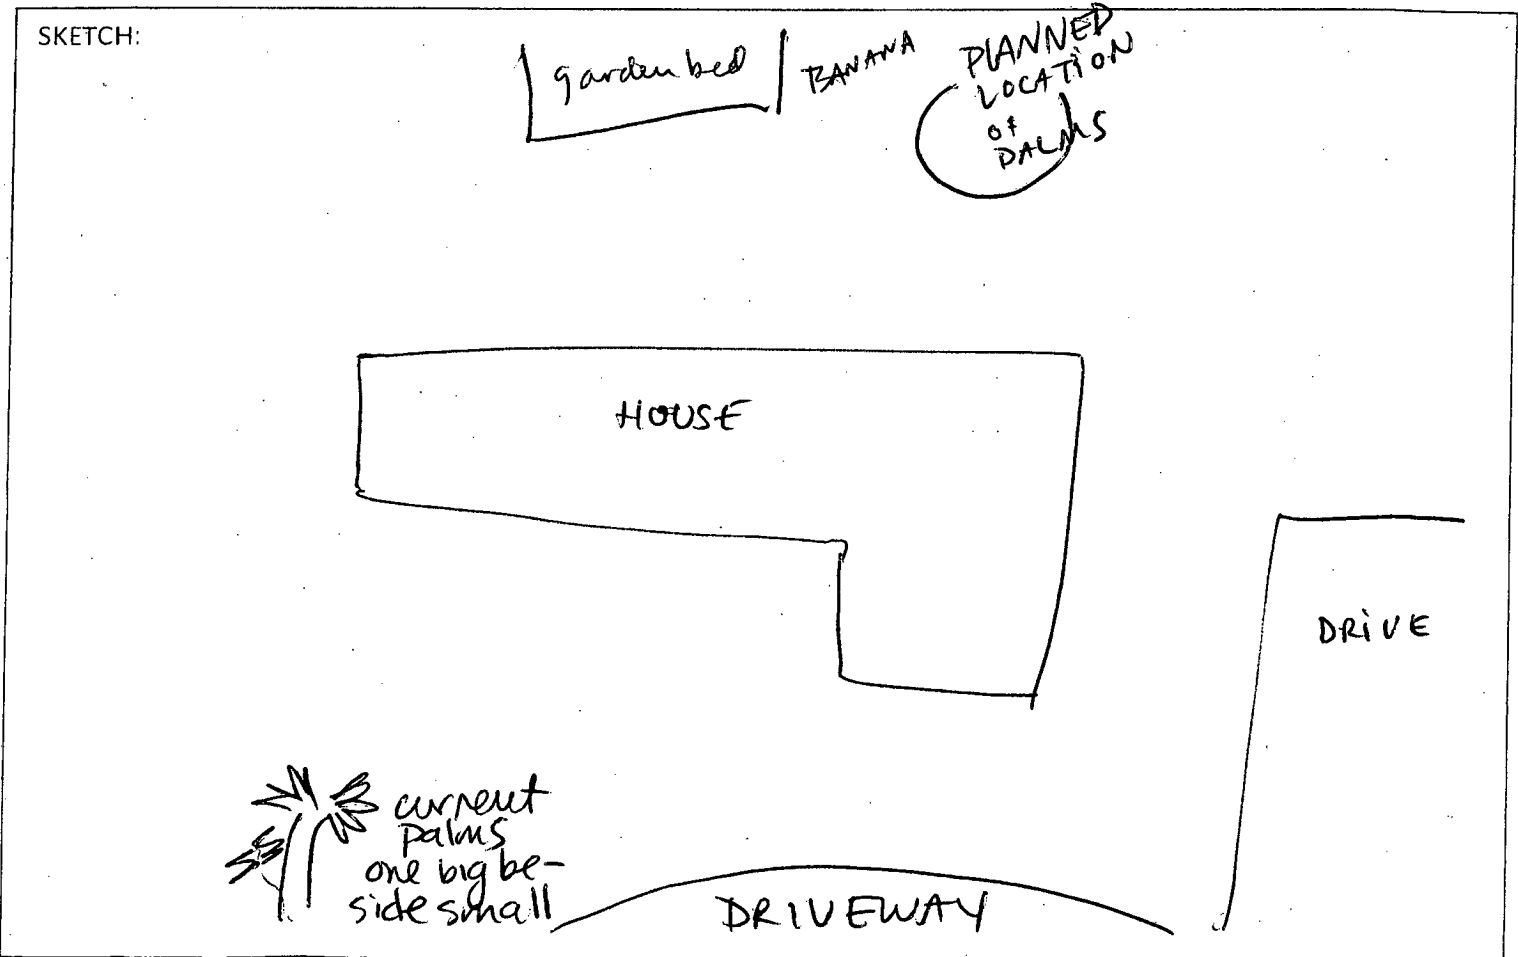 SKETCH:
garden bed
BANANA
PLANNED
LOCATION
of
PALMS
HOUSE
DRiVE
current
palms
one big be-
side small
DRIVEWAY